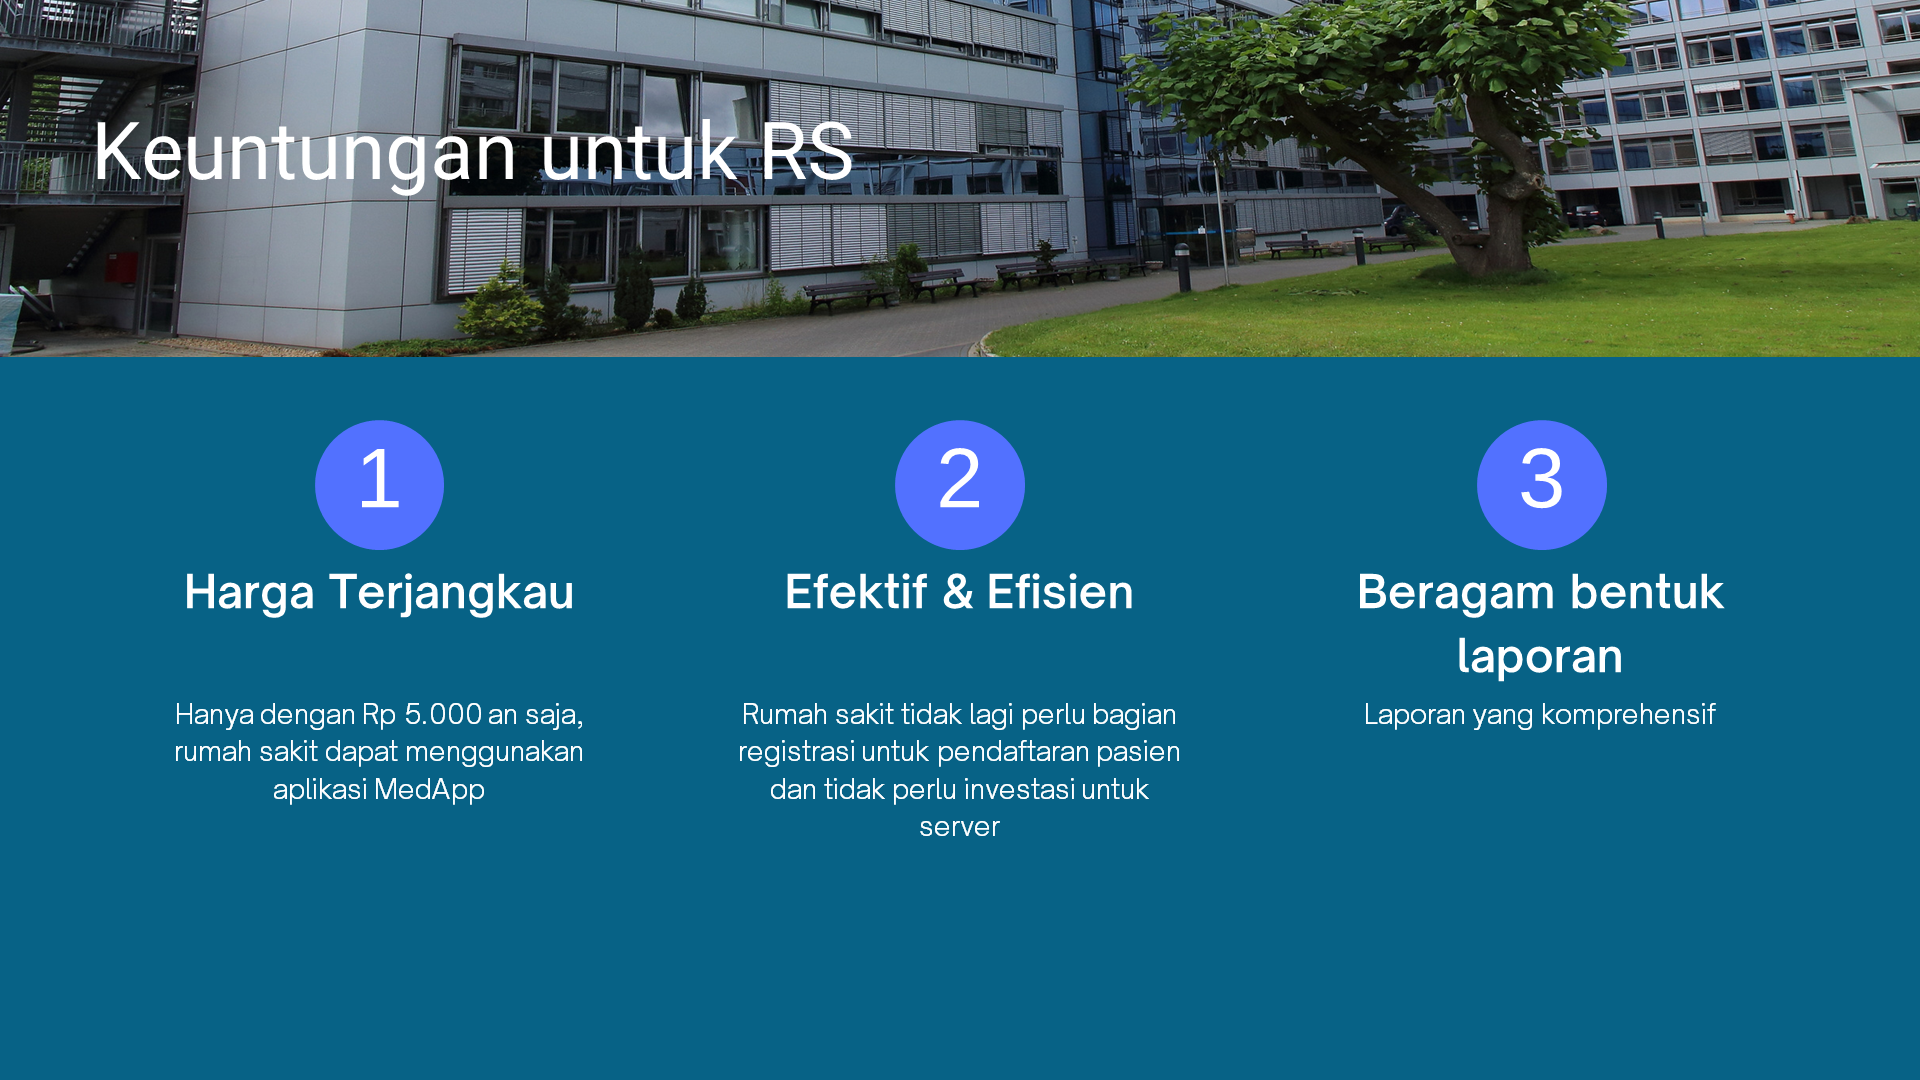 Keuntungan untuk RS
1
Harga Terjangkau
Hanya dengan Rp 5.000 an saja,
rumah sakit dapat menggunakan
aplikasi MedApp
2
Efektif & Efisien
Rumah sakit tidak lagi perlu bagian
registrasi untuk pendaftaran pasien
dan tidak perlu investasi untuk
server
3
Beragam bentuk
laporan
Laporan yang komprehensif